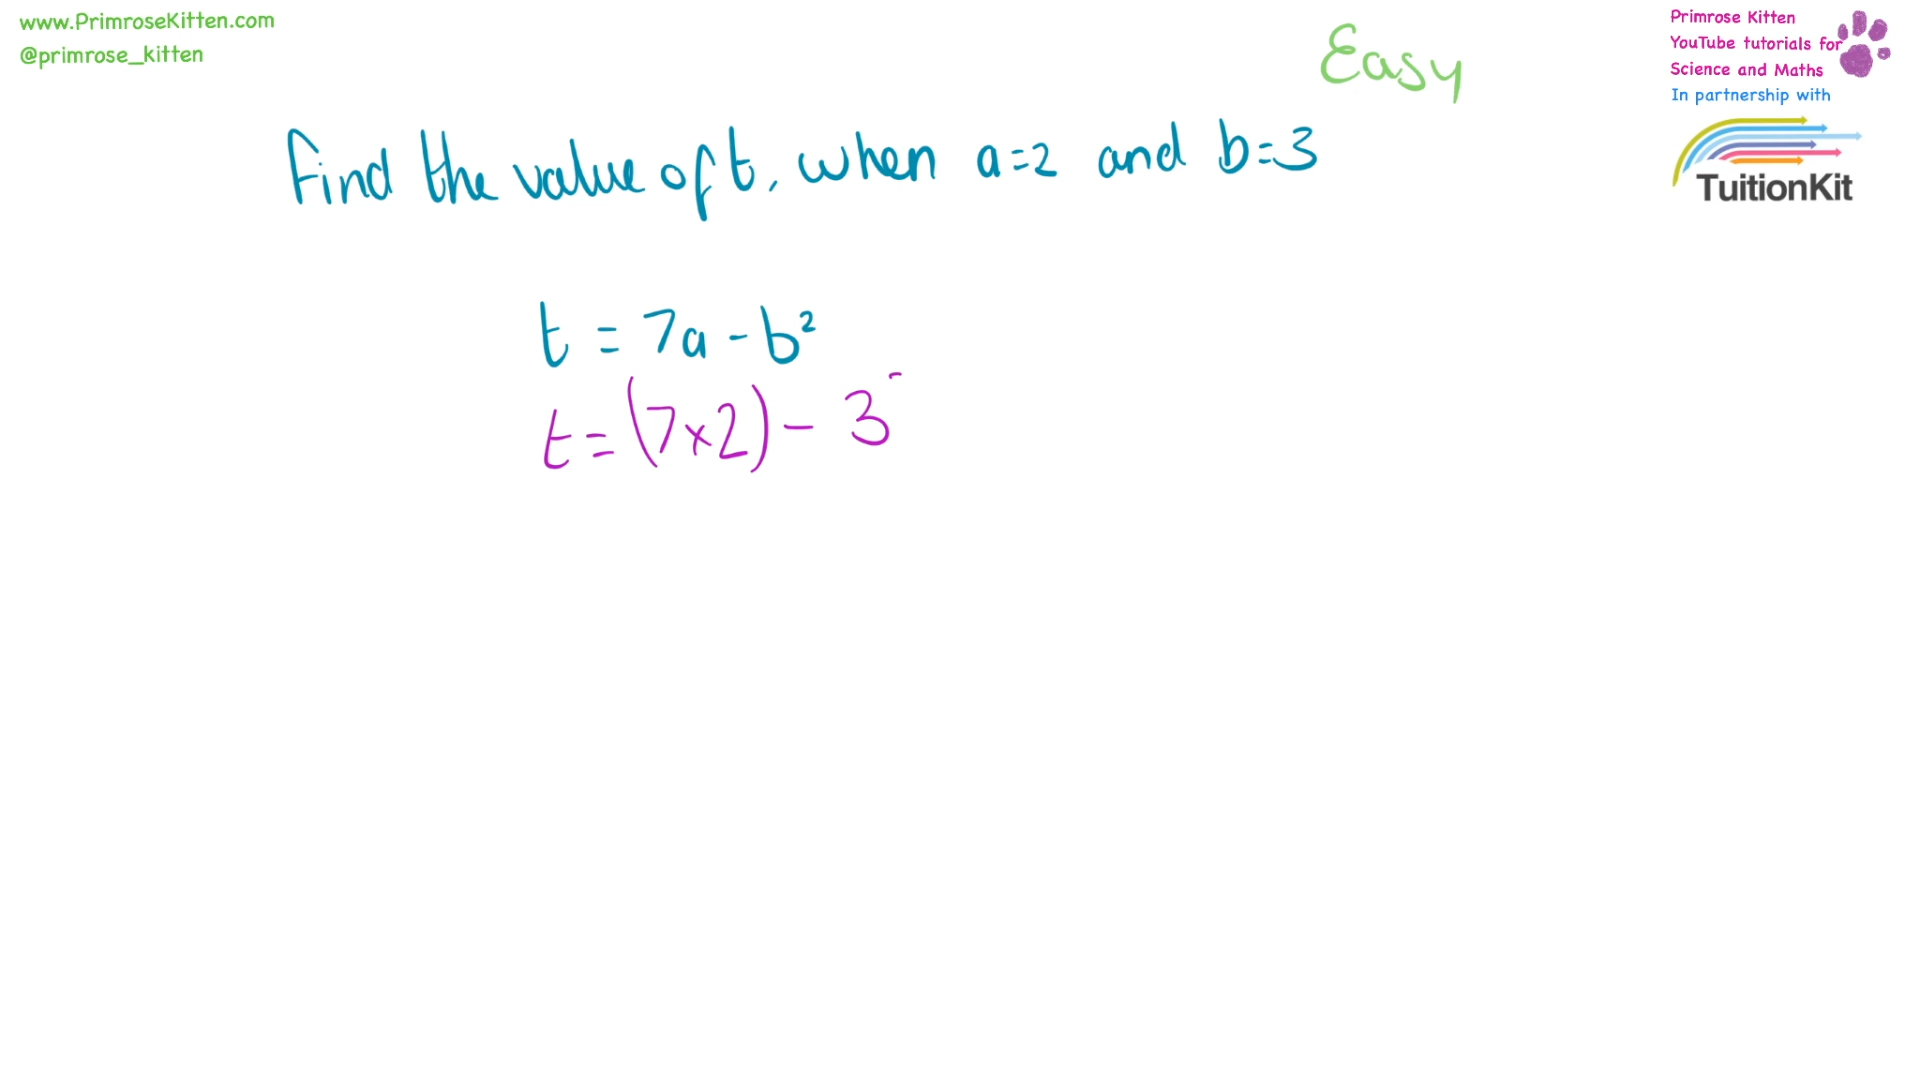 www.PrimroseKitten.com
@primrose_kitten
Easy
Primrose Kitten
YouTube tutorials for
Science and Maths
In partnership with
TuitionKit
Find the value of t, when a=2 and b=3
t = 7a - b²
t = (7×2) - 3